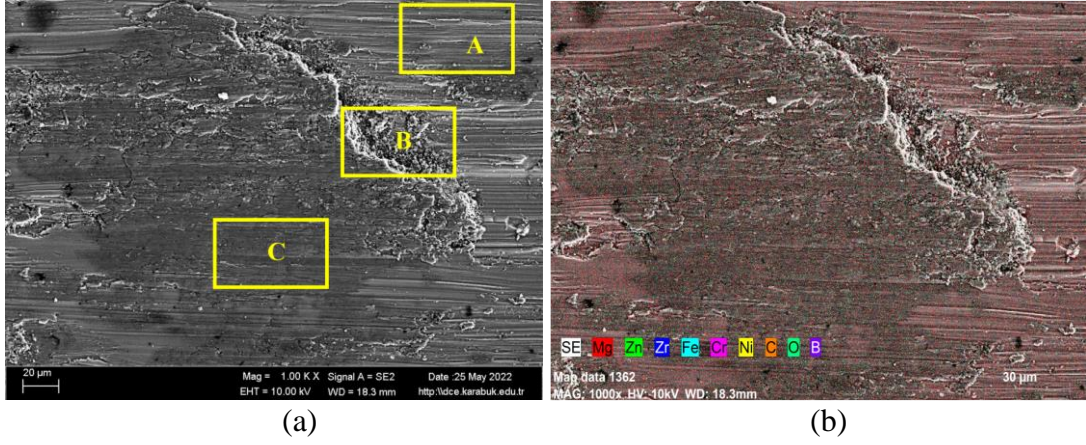 A
B
C
20 µm
Mag = 1.00 K X Signal A = SE2 Date :25 May 2022
EHT = 10.00 kV WD = 18.3 mm http\\dce.karabuk.edu.tr
SE Mg Zn Zr Fe Cr Ni C O B
Map data 1362
MAG: 1000x HV: 10kV WD: 18.3mm
30 µm
(a)
(b)